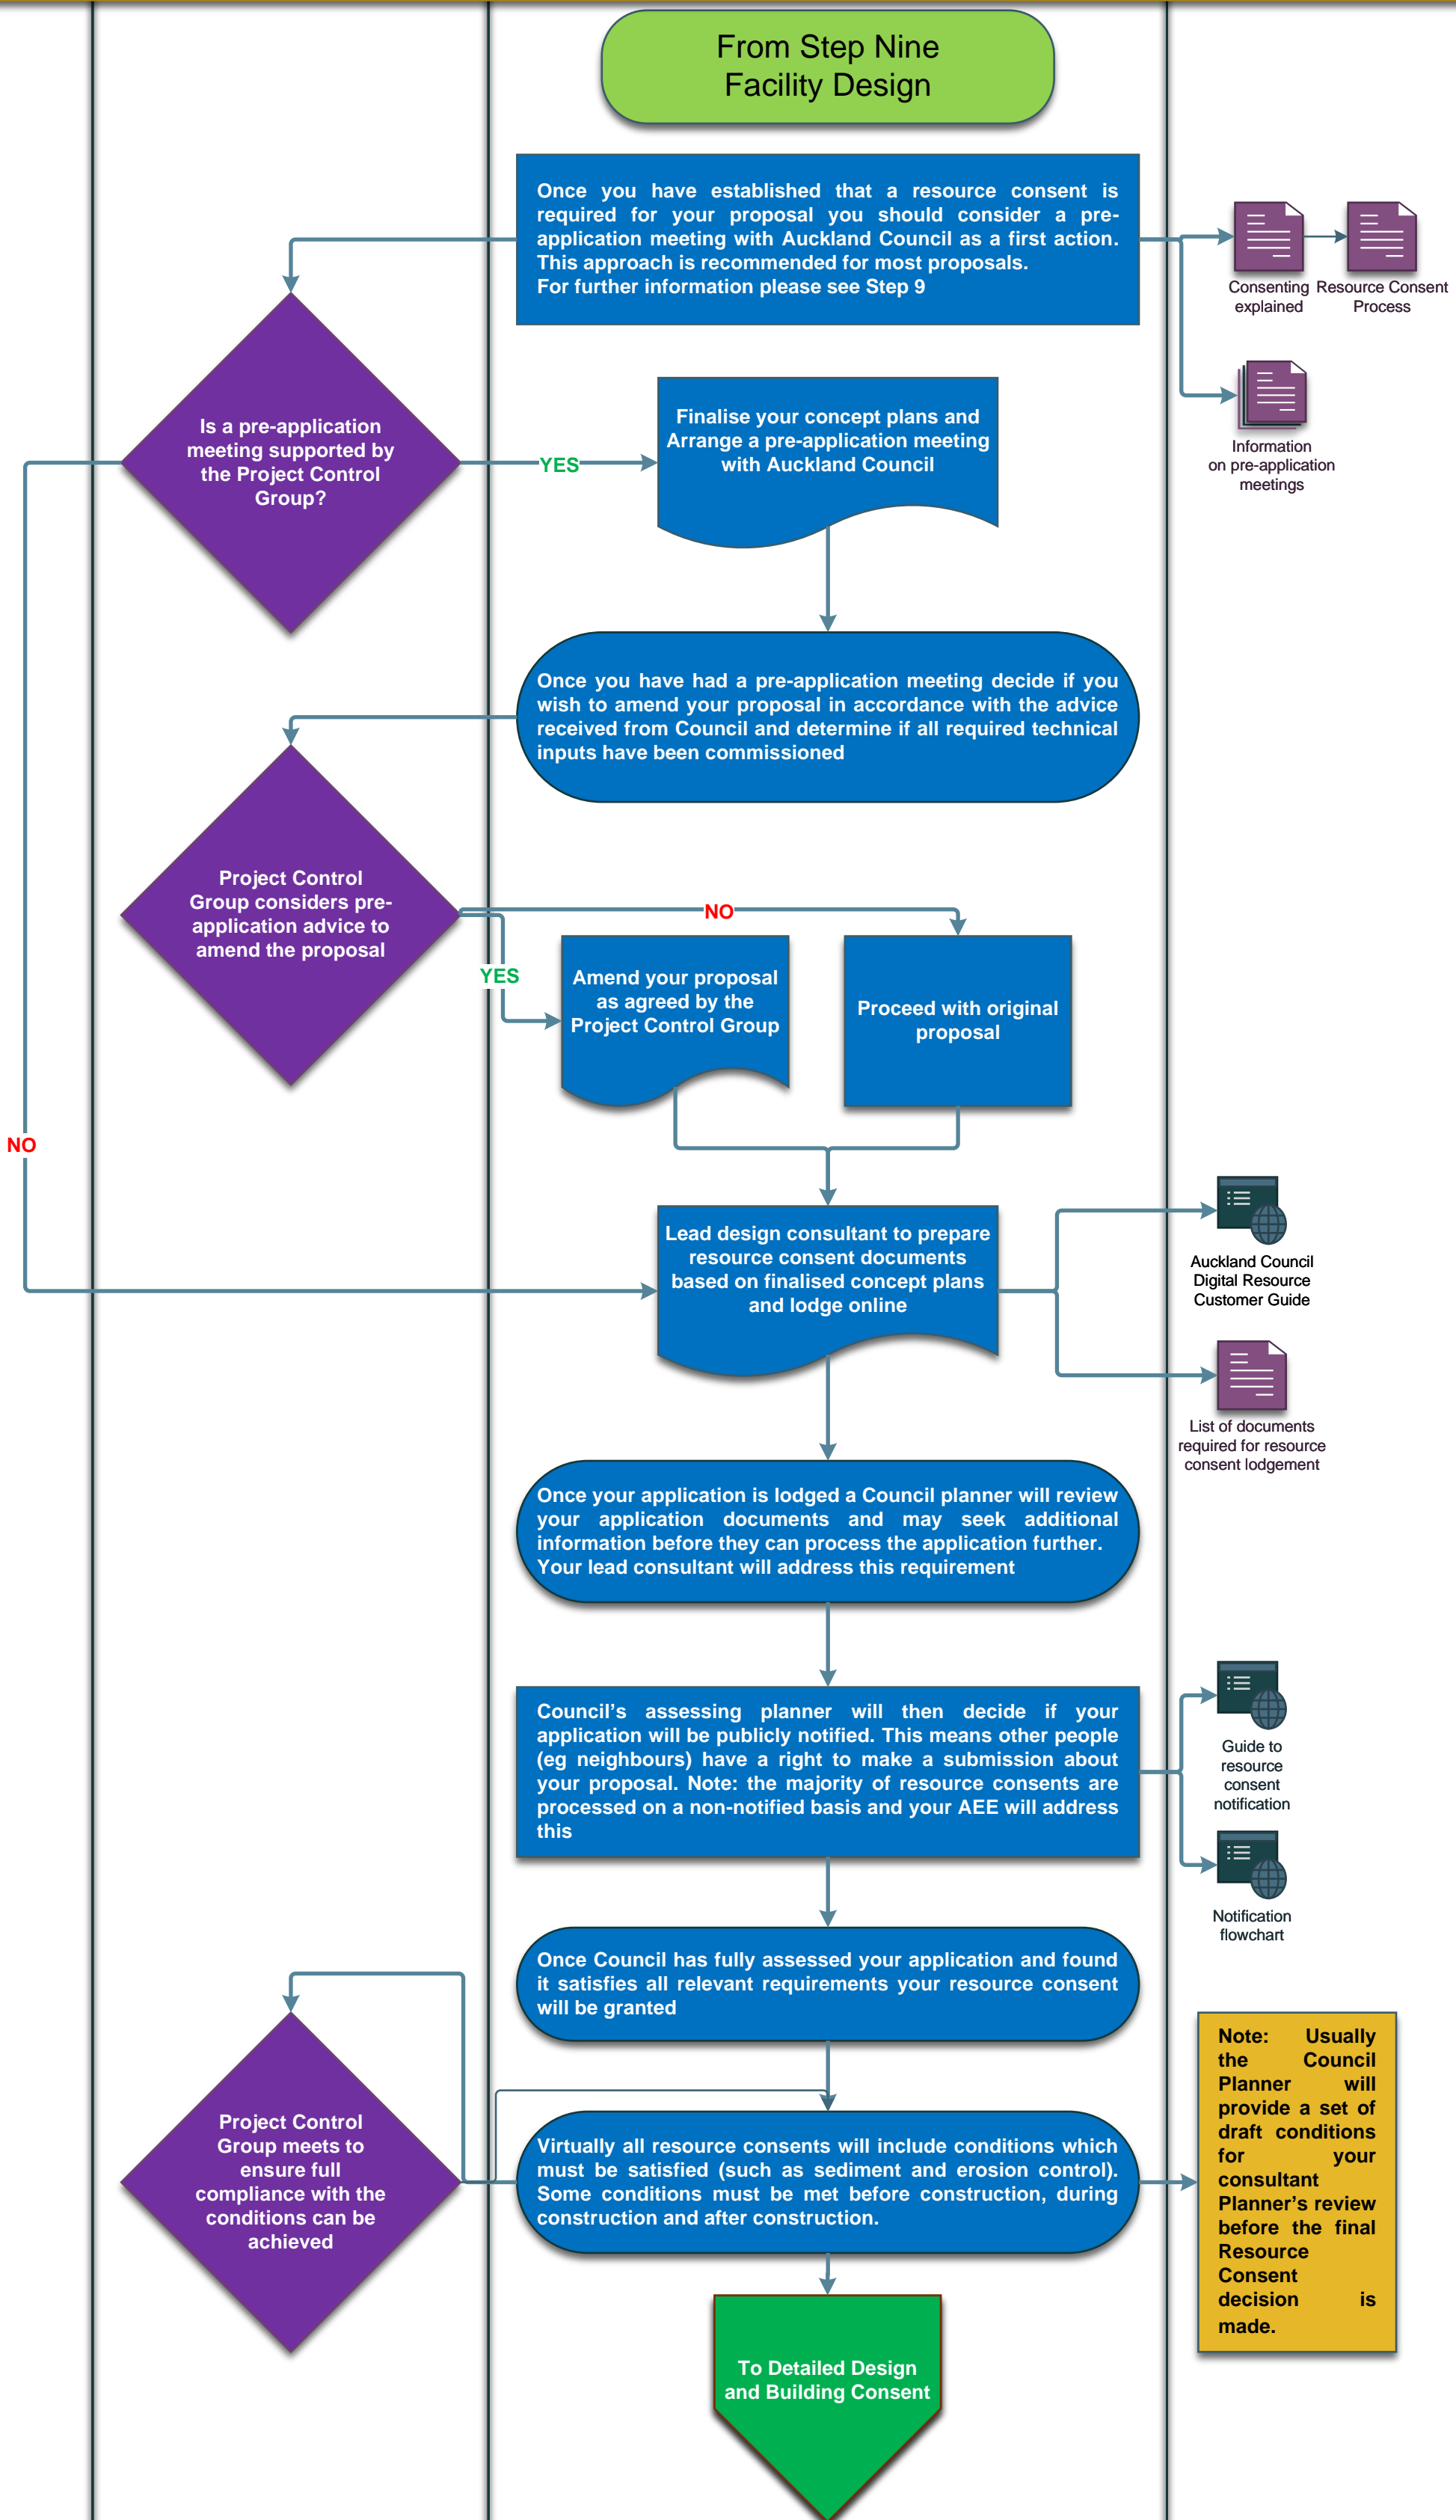 From Step Nine
Facility Design
Once you have established that a resource consent is
required for your proposal you should consider a pre-
application meeting with Auckland Council as a first action.
This approach is recommended for most proposals.
For further information please see Step 9
Consenting
explained
Resource Consent
Process
Information
on pre-application
meetings
Is a pre-application
meeting supported by
the Project Control
Group?
YES
Finalise your concept plans and
Arrange a pre-application meeting
with Auckland Council
Once you have had a pre-application meeting decide if you
wish to amend your proposal in accordance with the advice
received from Council and determine if all required technical
inputs have been commissioned
Project Control
Group considers pre-
application advice to
amend the proposal
NO
YES
Amend your proposal
as agreed by the
Project Control Group
Proceed with original
proposal
NO
Lead design consultant to prepare
resource consent documents
based on finalised concept plans
and lodge online
Auckland Council
Digital Resource
Customer Guide
List of documents
required for resource
consent lodgement
Once your application is lodged a Council planner will review
your application documents and may seek additional
information before they can process the application further.
Your lead consultant will address this requirement
Council's assessing planner will then decide if your
application will be publicly notified. This means other people
(eg neighbours) have a right to make a submission about
your proposal. Note: the majority of resource consents are
processed on a non-notified basis and your AEE will address
this
Guide to
resource
consent
notification
Notification
flowchart
Once Council has fully assessed your application and found
it satisfies all relevant requirements your resource consent
will be granted
Project Control
Group meets to
ensure full
compliance with the
conditions can be
achieved
Virtually all resource consents will include conditions which
must be satisfied (such as sediment and erosion control).
Some conditions must be met before construction, during
construction and after construction.
Note: Usually
the Council
Planner will
provide a set of
draft conditions
for your
consultant
Planner's review
before the final
Resource
Consent
decision is
made.
To Detailed Design
and Building Consent